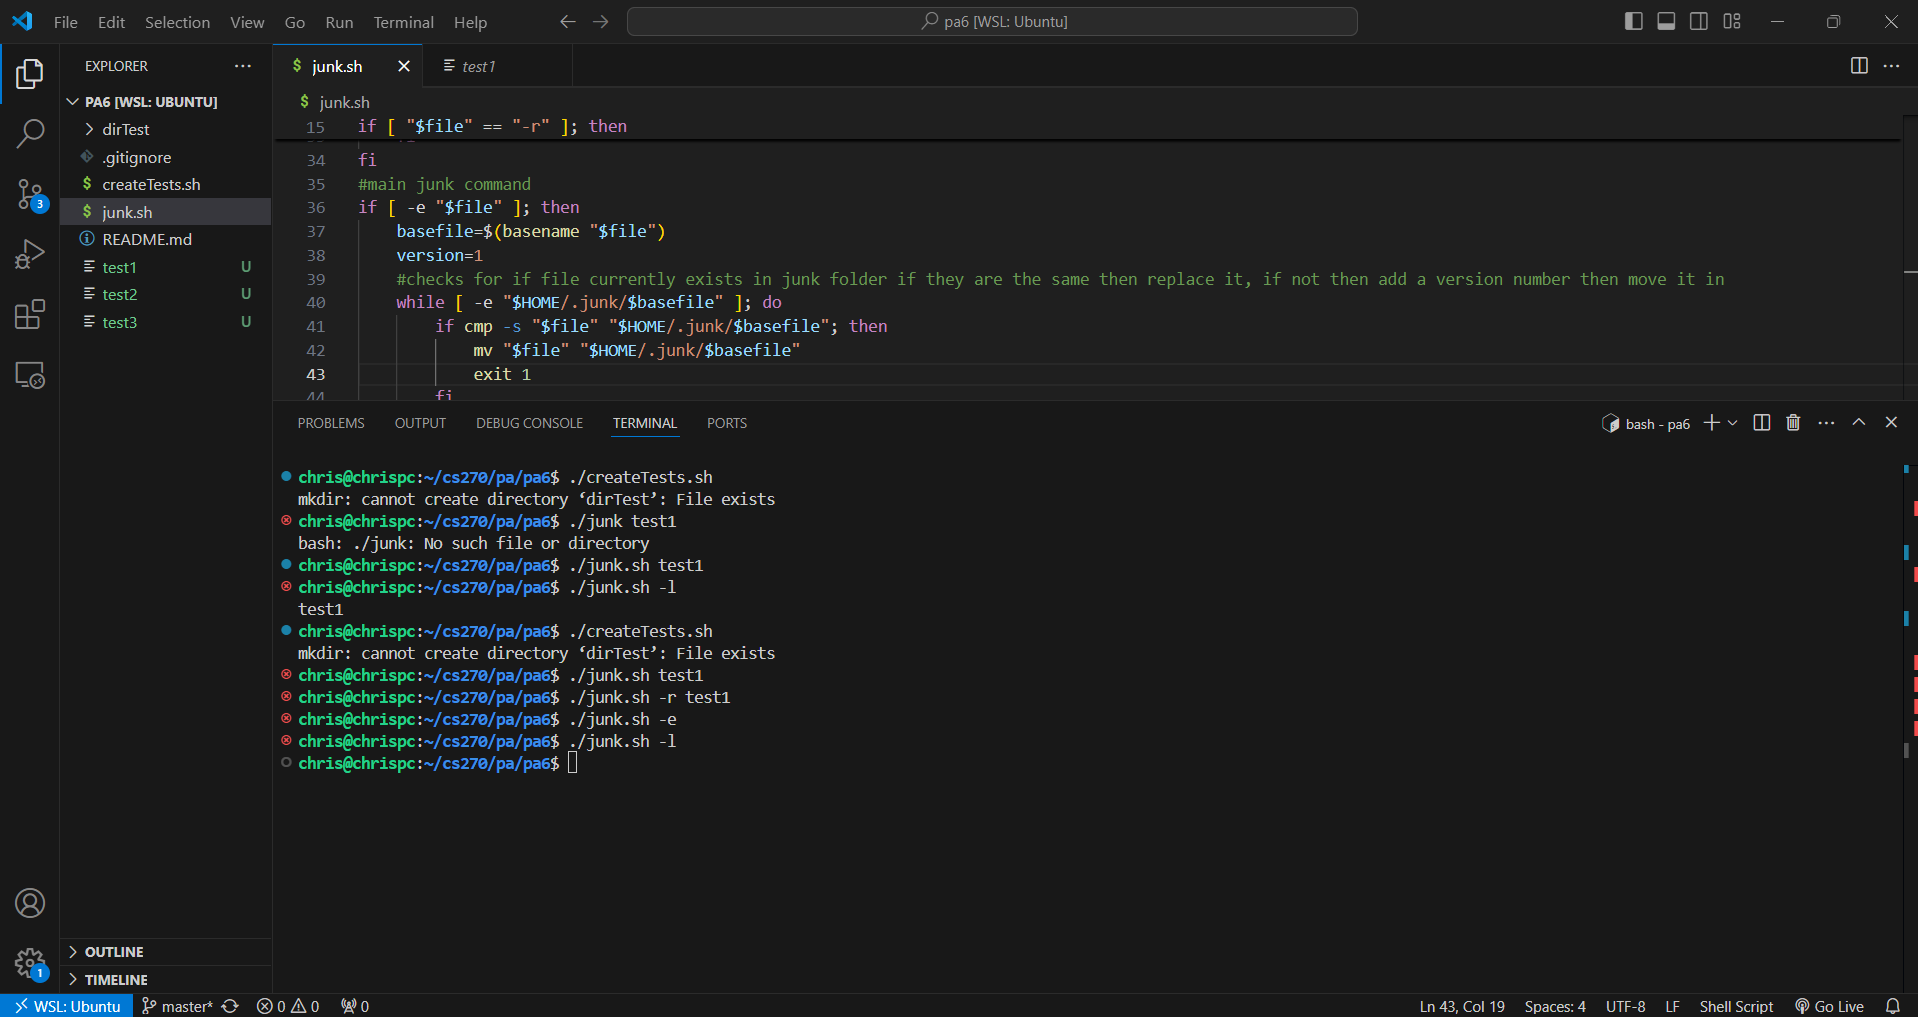 File Edit Selection View Go Run Terminal Help
pa6 [WSL: Ubuntu]
EXPLORER
PA6 [WSL: UBUNTU]
dirTest
.gitignore
$ createTests.sh
$ junk.sh
README.md
test1 U
test2 U
test3 U
OUTLINE
TIMELINE
$ junk.sh
test1
$ junk.sh
15 if [ "$file" == "-r" ]; then
34 fi
35 #main junk command
36 if [ -e "$file" ]; then
37 basefile=$(basename "$file")
38 version=1
39 #checks for if file currently exists in junk folder if they are the same then replace it, if not then add a version number then move it in
40 while [ -e "$HOME/.junk/$basefile" ]; do
41 if cmp -s "$file" "$HOME/.junk/$basefile"; then
42 mv "$file" "$HOME/.junk/$basefile"
43 exit 1
44 fi
PROBLEMS OUTPUT DEBUG CONSOLE TERMINAL PORTS
bash - pa6
chris@chrispc:~/cs270/pa/pa6$ ./createTests.sh
mkdir: cannot create directory ‘dirTest’: File exists
chris@chrispc:~/cs270/pa/pa6$ ./junk test1
bash: ./junk: No such file or directory
chris@chrispc:~/cs270/pa/pa6$ ./junk.sh test1
chris@chrispc:~/cs270/pa/pa6$ ./junk.sh -l
test1
chris@chrispc:~/cs270/pa/pa6$ ./createTests.sh
mkdir: cannot create directory ‘dirTest’: File exists
chris@chrispc:~/cs270/pa/pa6$ ./junk.sh test1
chris@chrispc:~/cs270/pa/pa6$ ./junk.sh -r test1
chris@chrispc:~/cs270/pa/pa6$ ./junk.sh -e
chris@chrispc:~/cs270/pa/pa6$ ./junk.sh -l
chris@chrispc:~/cs270/pa/pa6$
3
1
WSL: Ubuntu master* 0 0 0 Ln 43, Col 19 Spaces: 4 UTF-8 LF Shell Script Go Live